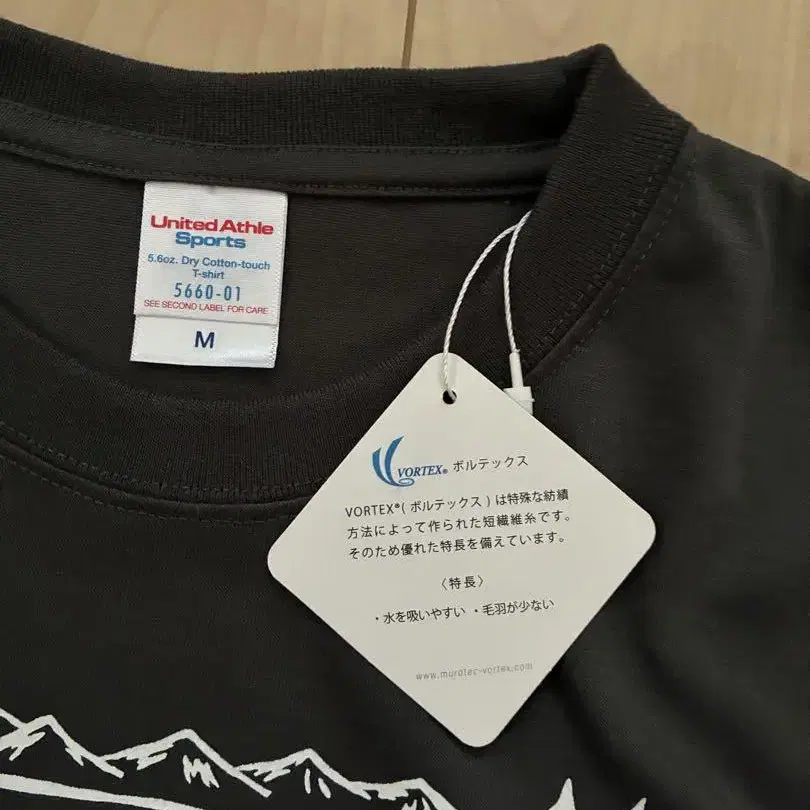 United Athle
Sports
5.6oz. Dry Cotton-touch
T-shirt
5660-01
SEE SECOND LABEL FOR CARE
M
VORTEX® ボルテックス
VORTEX®(ボルテックス)は特殊な紡績
方法によって作られた短繊維糸です。
そのため優れた特長を備えています。
〈特長〉
・水を吸いやすい ・毛羽が少ない
www.muratec-vortex.com